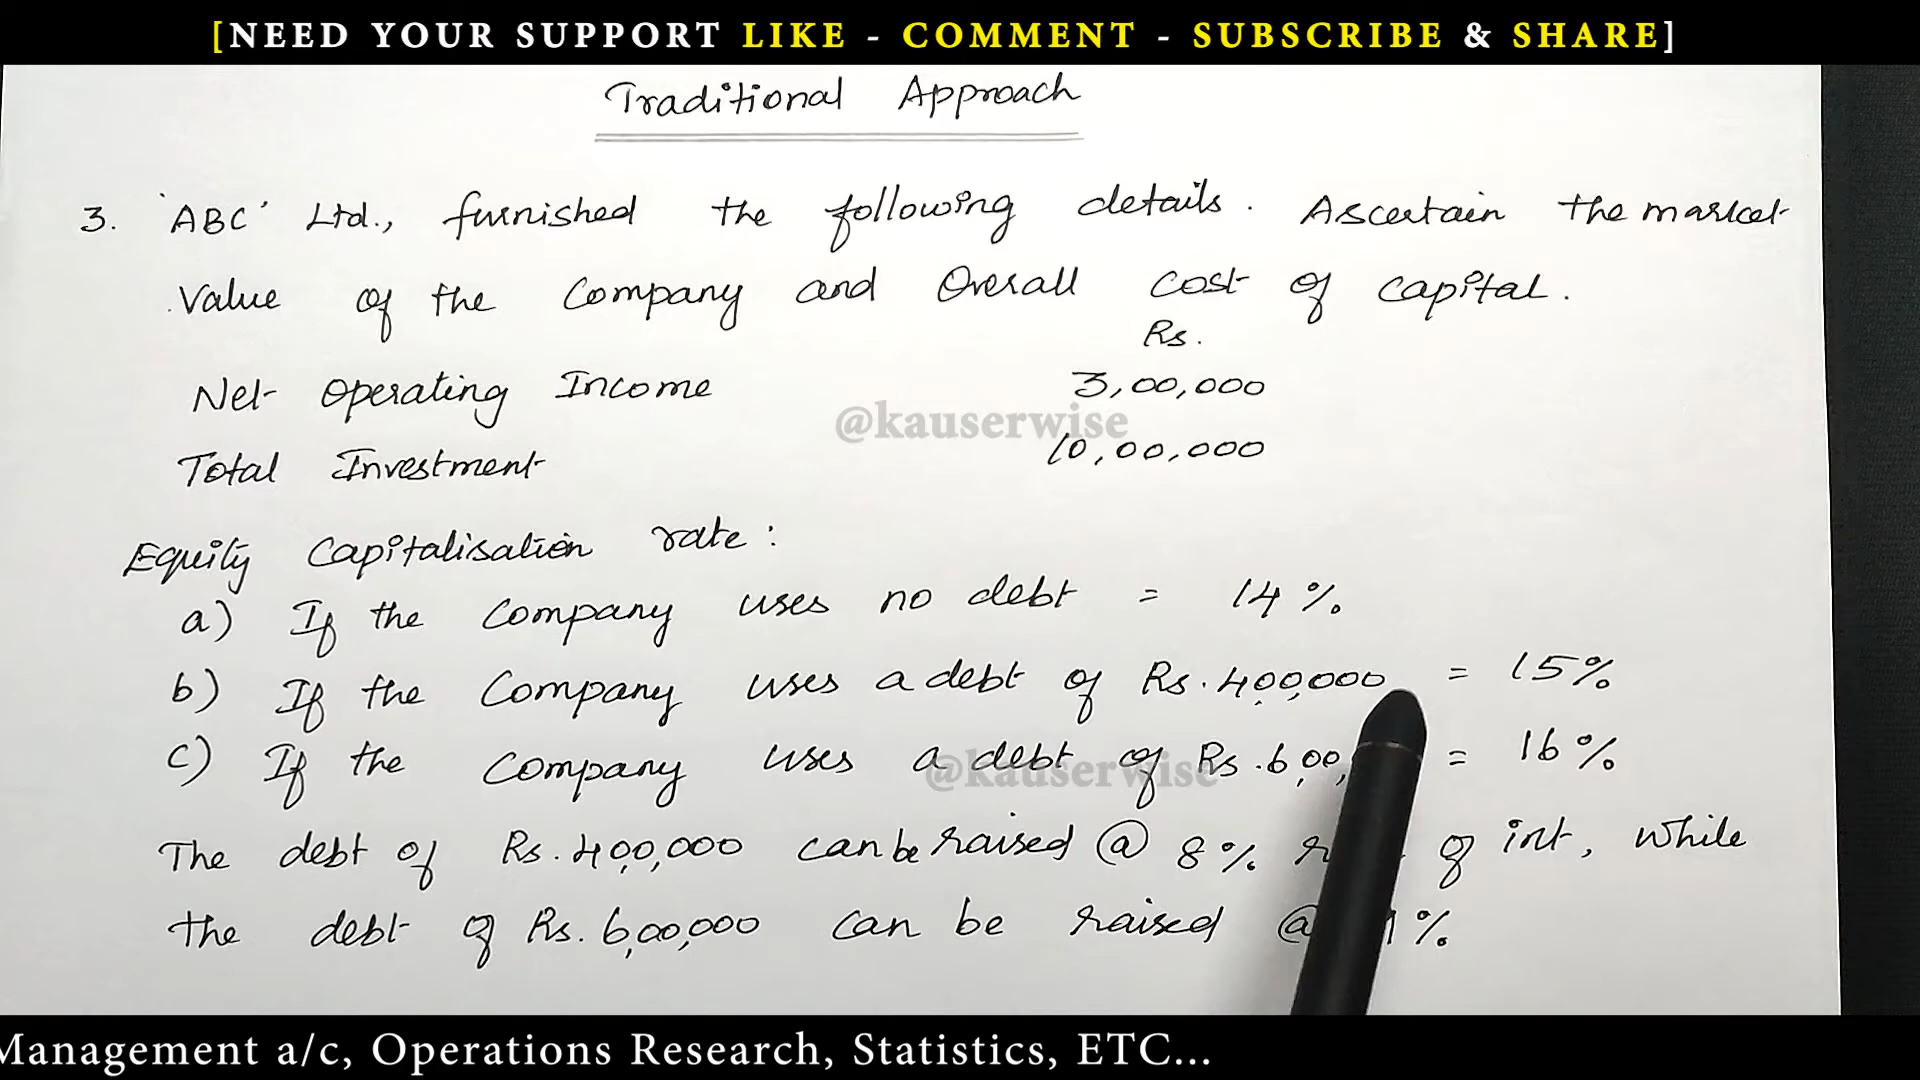 [NEED YOUR SUPPORT LIKE - COMMENT - SUBSCRIBE & SHARE]
Traditional Approach
3. 'ABC' Ltd., furnished the following details. Ascertain the market
Value of the Company and Overall cost of capital.
Rs.
Net Operating Income 3,00,000
@kauserwise
Total Investment 10,00,000
Equity Capitalisation rate:
a) If the Company uses no debt = 14%
b) If the Company uses a debt of Rs. 4,00,000 = 15%
c) If the Company uses a debt of Rs. 6,00, = 16%
@kauserwise
The debt of Rs. 4,00,000 can be raised @ 8% of int, while
the debt of Rs. 6,00,000 can be raised @ %
Management a/c, Operations Research, Statistics, ETC...